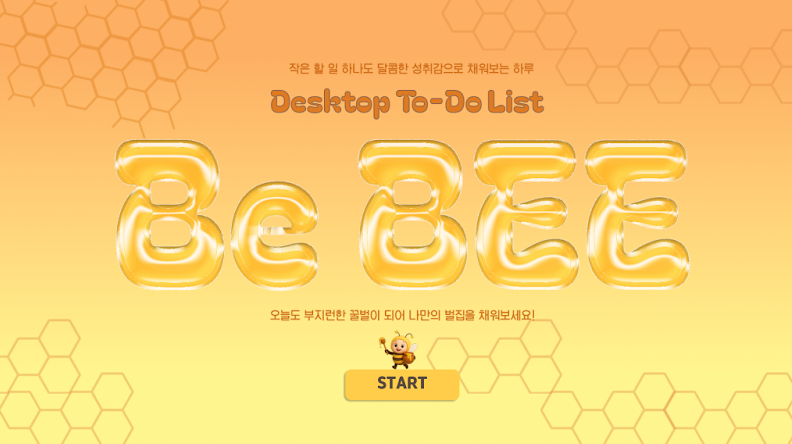 작은 할 일 하나도 달콤한 성취감으로 채워보는 하루
Desktop To-Do List
Be BEE
오늘도 부지런한 꿀벌이 되어 나만의 벌집을 채워보세요!
START